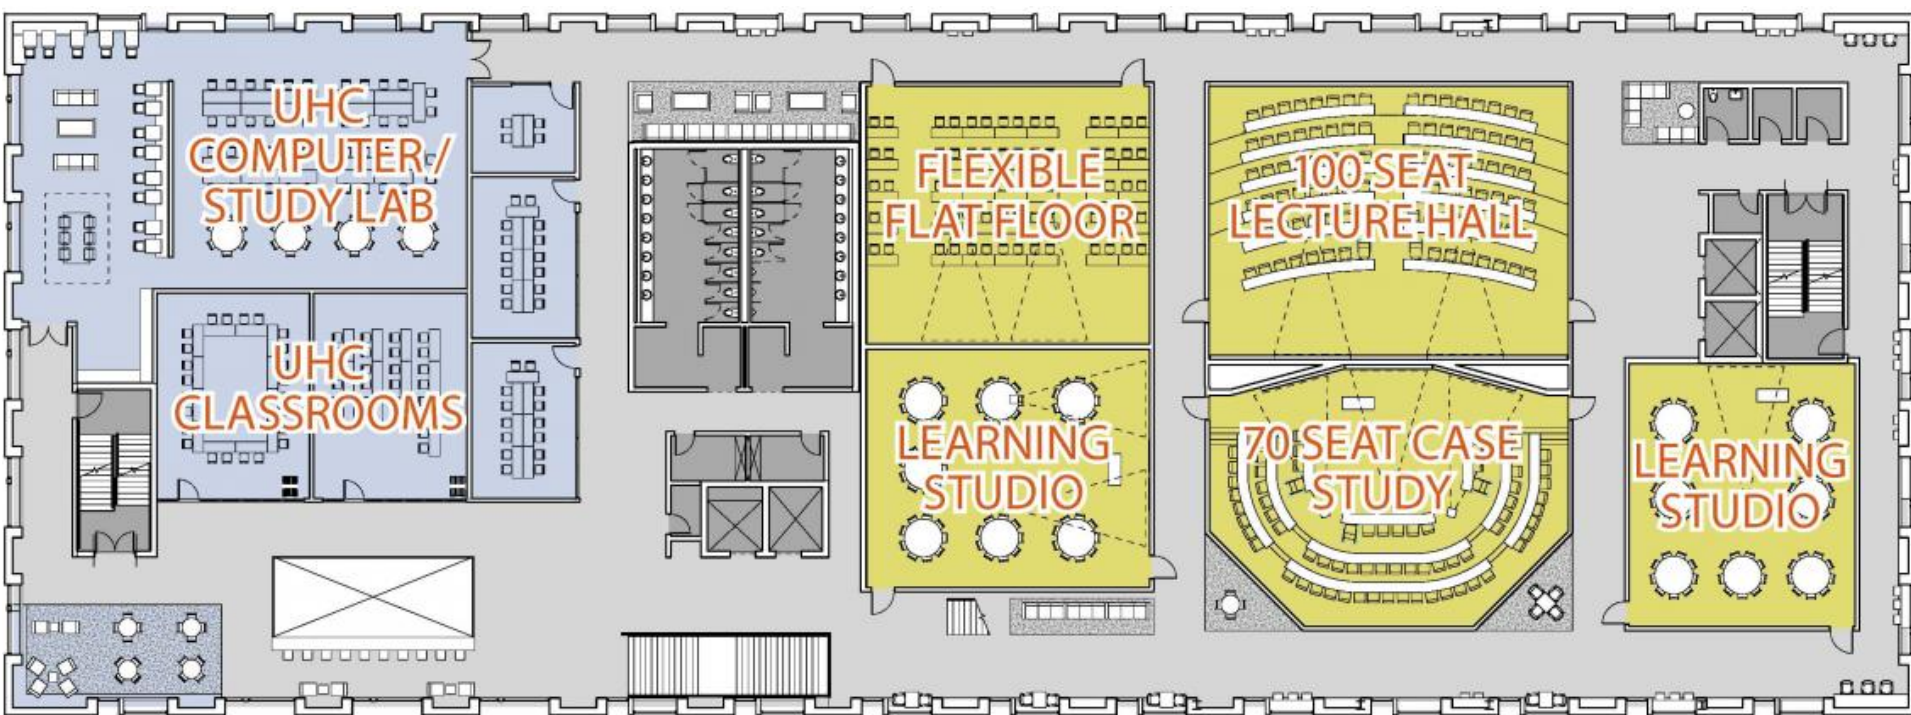 UHC
COMPUTER /
STUDY LAB
FLEXIBLE
FLAT FLOOR
100 SEAT
LECTURE HALL
UHC
CLASSROOMS
LEARNING
STUDIO
70 SEAT CASE
STUDY
LEARNING
STUDIO